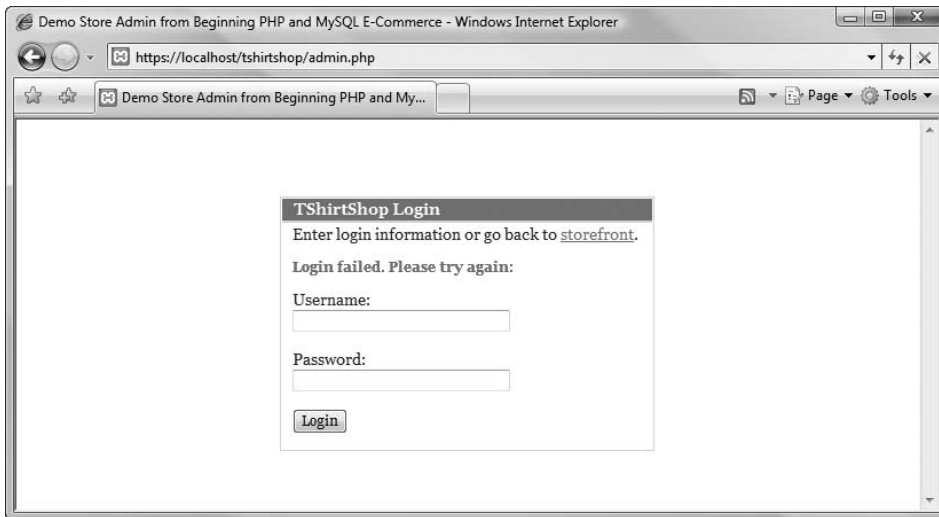 Demo Store Admin from Beginning PHP and MySQL E-Commerce - Windows Internet Explorer
https://localhost/tshirtshop/admin.php
Demo Store Admin from Beginning PHP and My...
Page
Tools
TShirtShop Login
Enter login information or go back to storefront.
Login failed. Please try again:
Username:
Password:
Login